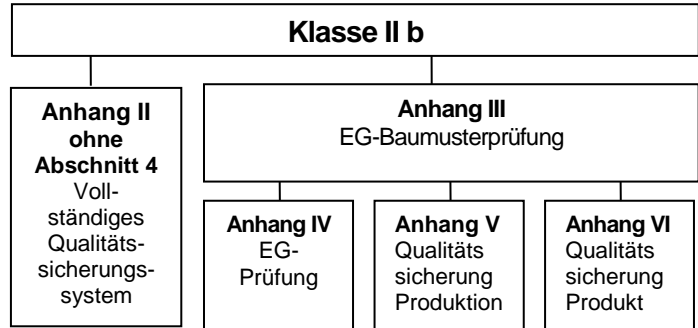 Klasse II b
Anhang II
ohne
Abschnitt 4
Voll-
ständiges
Qualitäts-
sicherungs-
system
Anhang III
EG-Baumusterprüfung
Anhang IV
EG-
Prüfung
Anhang V
Qualitäts
sicherung
Produktion
Anhang VI
Qualitäts
sicherung
Produkt